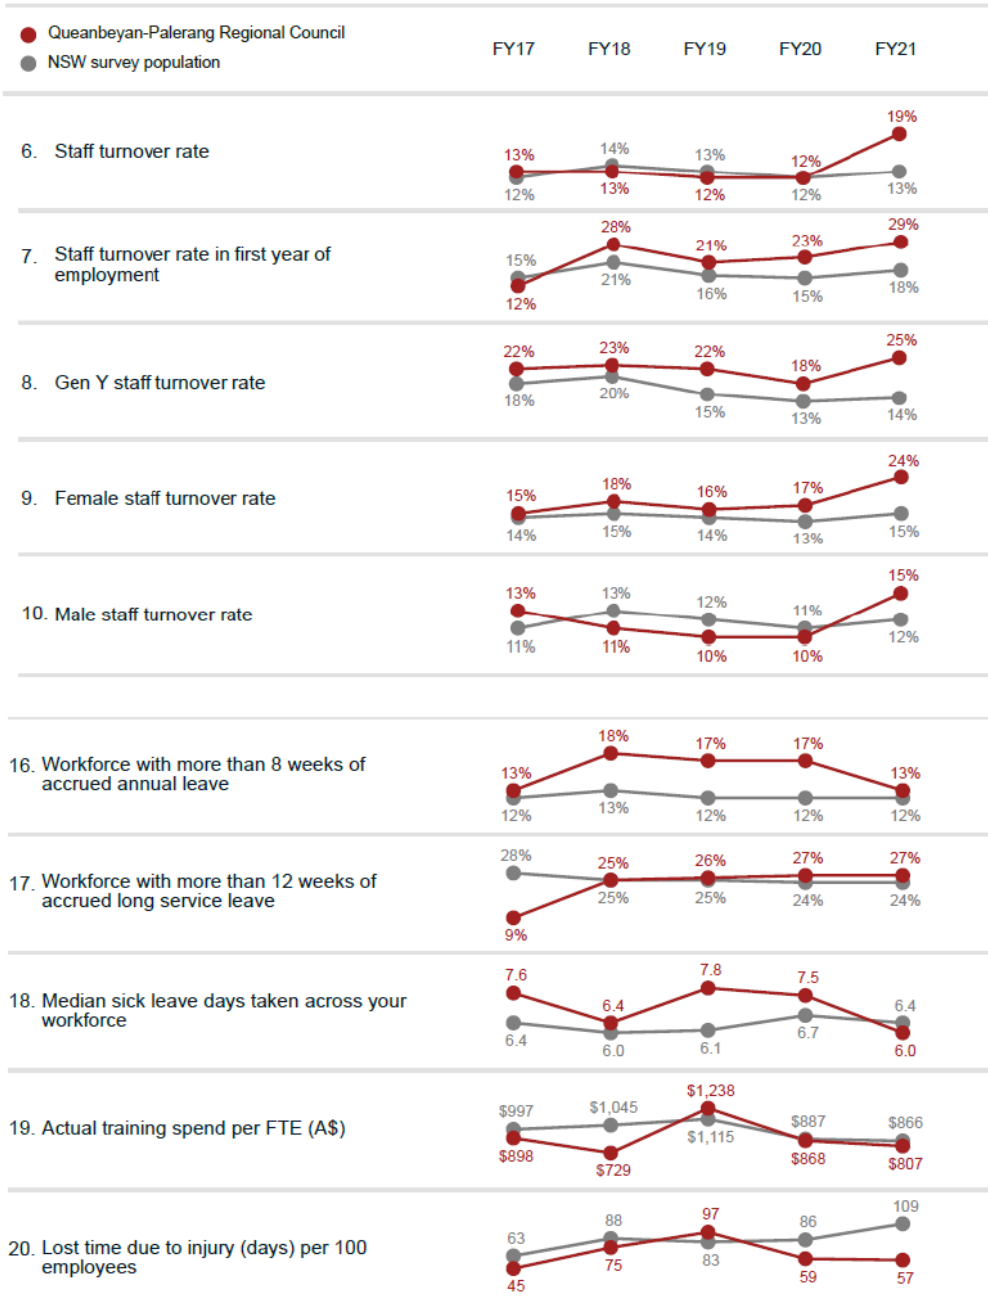 Queanbeyan-Palerang Regional Council
NSW survey population
FY17 FY18 FY19 FY20 FY21
6. Staff turnover rate
13% 14% 13% 12% 19%
12% 13% 12% 12% 13%
7. Staff turnover rate in first year of
employment
15% 28% 21% 23% 29%
12% 21% 16% 15% 18%
8. Gen Y staff turnover rate
22% 23% 22% 18% 25%
18% 20% 15% 13% 14%
9. Female staff turnover rate
15% 18% 16% 17% 24%
14% 15% 14% 13% 15%
10. Male staff turnover rate
13% 13% 12% 11% 15%
11% 11% 10% 10% 12%
16. Workforce with more than 8 weeks of
accrued annual leave
13% 18% 17% 17% 13%
12% 13% 12% 12% 12%
17. Workforce with more than 12 weeks of
accrued long service leave
28% 25% 26% 27% 27%
9% 25% 25% 24% 24%
18. Median sick leave days taken across your
workforce
7.6 6.4 7.8 7.5 6.4
6.4 6.0 6.1 6.7 6.0
19. Actual training spend per FTE (A$)
$997 $1,045 $1,238 $887 $866
$898 $729 $1,115 $868 $807
20. Lost time due to injury (days) per 100
employees
63 88 97 86 109
45 75 83 59 57